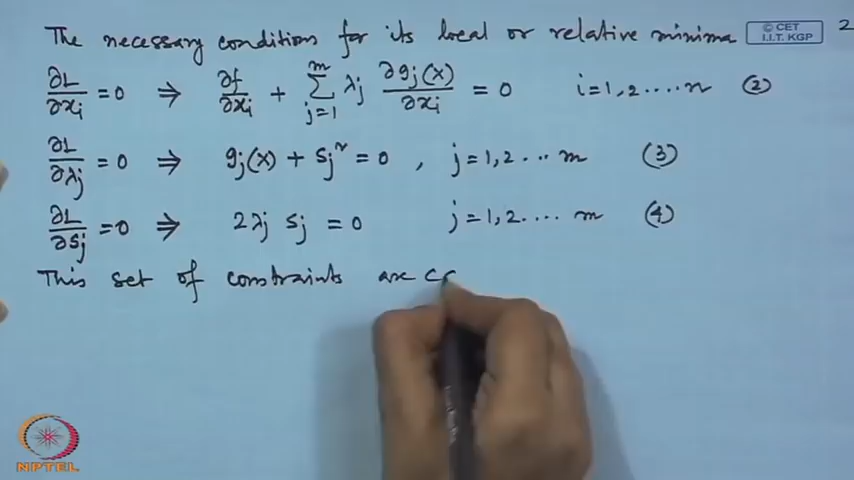 The necessary conditions for its local or relative minima
© CET
I.I.T. KGP
2
∂L/∂xi = 0 ⇒ ∂f/∂xi + Σ_{j=1}^{m} λj ∂gj(X)/∂xi = 0 i=1,2.....n (2)
∂L/∂λj = 0 ⇒ gj(X) + sj² = 0 , j=1,2...m (3)
∂L/∂sj = 0 ⇒ 2λj sj = 0 j=1,2.... m (4)
This set of constraints are
NPTEL